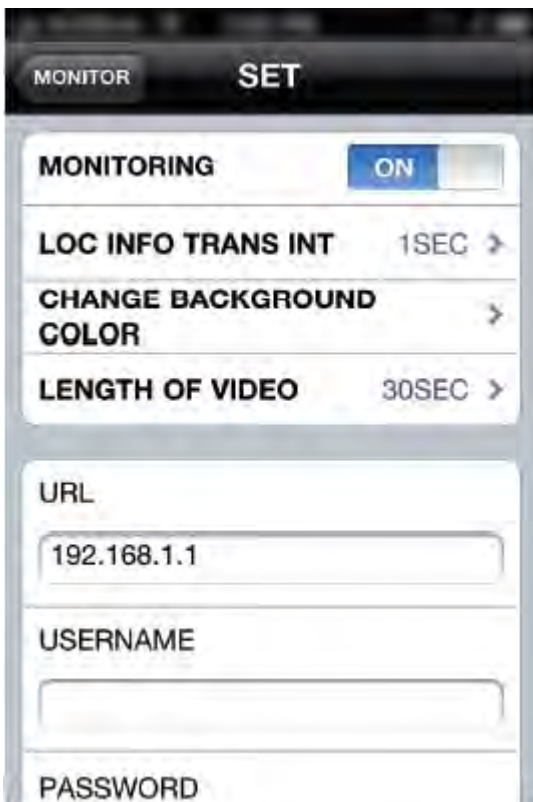 MONITOR
SET
MONITORING ON
LOC INFO TRANS INT 1SEC
CHANGE BACKGROUND
COLOR
LENGTH OF VIDEO 30SEC
URL
192.168.1.1
USERNAME
PASSWORD